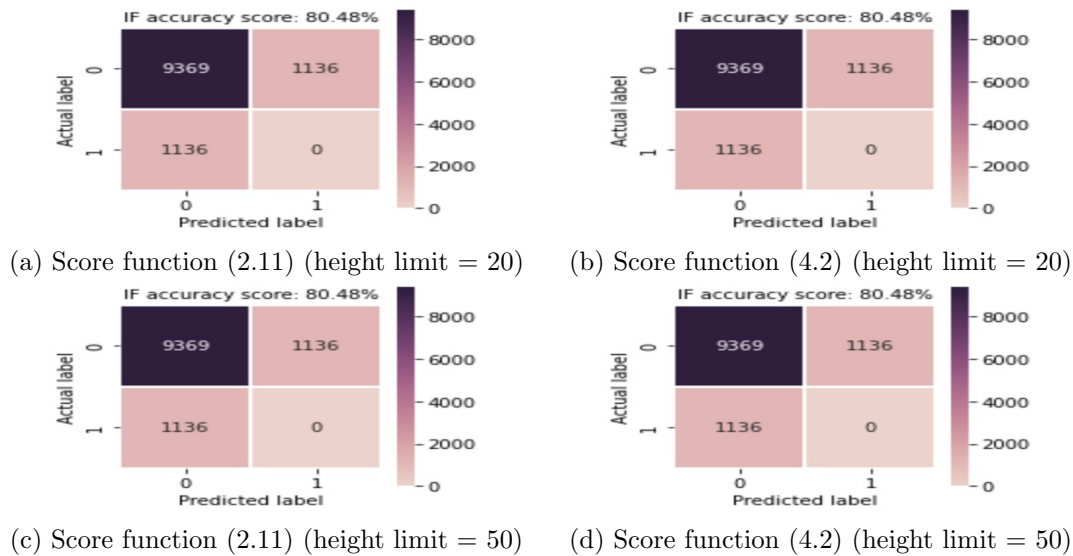 IF accuracy score: 80.48%
Actual label
0
1
9369 1136
1136 0
0 1
Predicted label
8000
6000
4000
2000
0
(a) Score function (2.11) (height limit = 20)
IF accuracy score: 80.48%
Actual label
0
1
9369 1136
1136 0
0 1
Predicted label
8000
6000
4000
2000
0
(b) Score function (4.2) (height limit = 20)
IF accuracy score: 80.48%
Actual label
0
1
9369 1136
1136 0
0 1
Predicted label
8000
6000
4000
2000
0
(c) Score function (2.11) (height limit = 50)
IF accuracy score: 80.48%
Actual label
0
1
9369 1136
1136 0
0 1
Predicted label
8000
6000
4000
2000
0
(d) Score function (4.2) (height limit = 50)